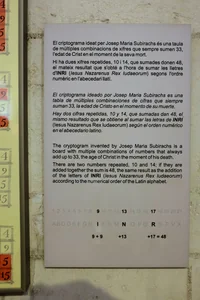 El criptograma ideat per Josep Maria Subirachs és una taula
de múltiples combinacions de xifres que sempre sumen 33,
l'edat de Crist en el moment de la seva mort.
Hi ha dues xifres repetides, 10 i 14, que sumades donen 48,
el mateix resultat que s'obté a l'hora de sumar les lletres
d'INRI (Iesus Nazarenus Rex Iudaeorum) segons l'ordre
numèric en l'abecedari llatí.
El criptograma ideado por Josep Maria Subirachs es una
tabla de múltiples combinaciones de cifras que siempre
suman 33, la edad de Cristo en el momento de su muerte.
Hay dos cifras repetidas, 10 y 14, que sumadas dan 48, el
mismo resultado que se obtiene al sumar las letras de INRI
(Iesus Nazarenus Rex Iudaeorum) según el orden numérico
en el abecedario latino.
The cryptogram invented by Josep Maria Subirachs is a
board with multiple combinations of numbers that always
add up to 33, the age of Christ in the moment of his death.
There are two numbers repeated, 10 and 14; if they are
added together the sum is 48, the same result as the addition
of the letters of INRI (Iesus Nazarenus Rex Iudaeorum)
according to the numerical order of the Latin alphabet.
9 13 17
I N R
9 + 9 +13 +17 = 48